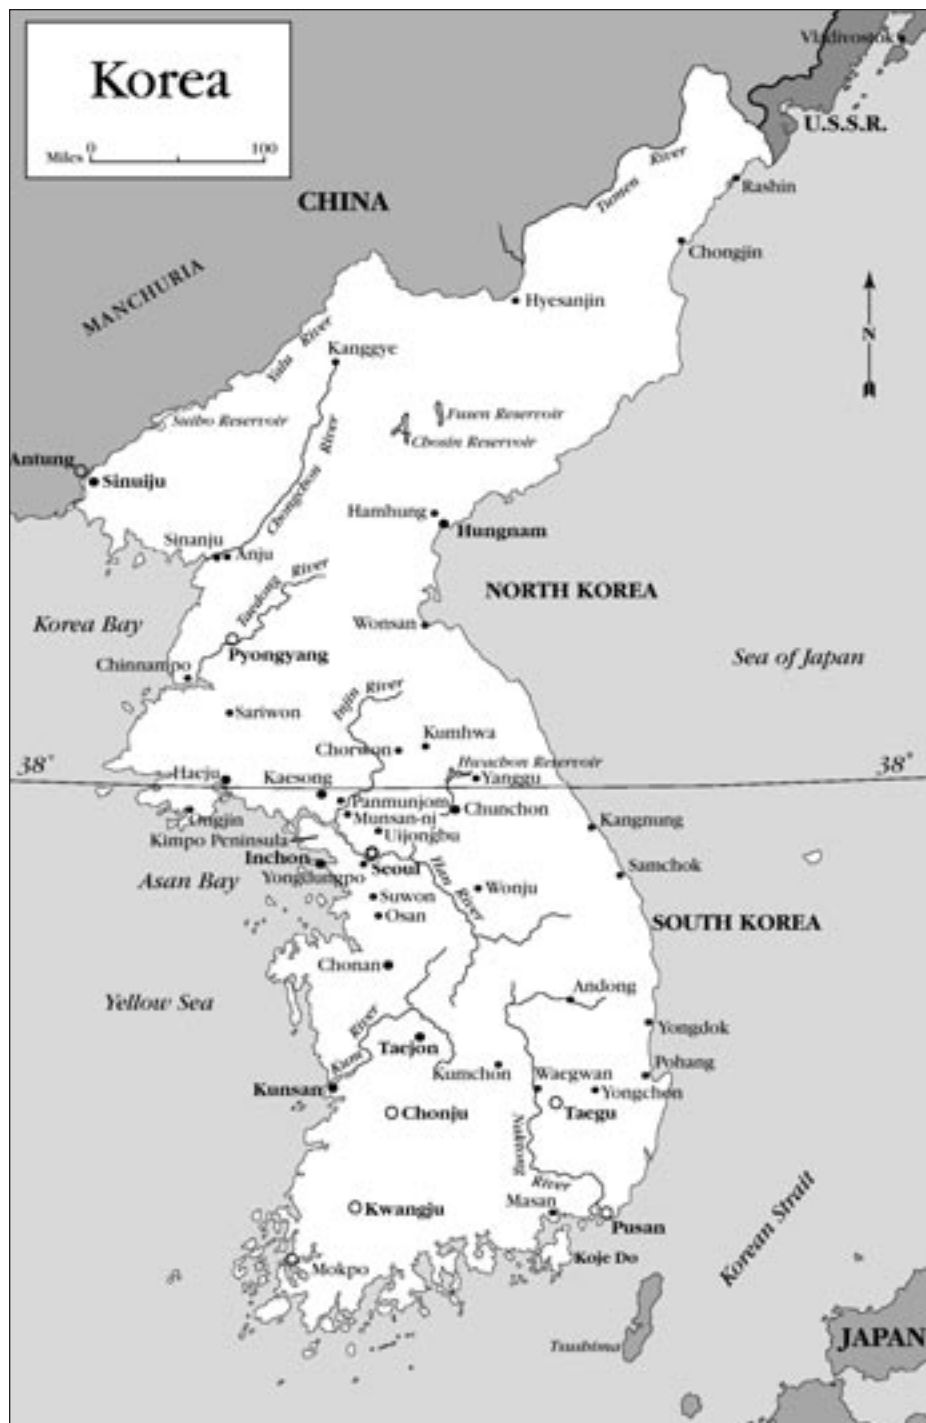 Korea
Miles 0 100
Vladivostok
U.S.S.R.
Tumen River
Rashin
CHINA
Chongjin
MANCHURIA
Hyesanjin
N
Yalu River
Kanggye
Suibo Reservoir
Fusen Reservoir
Chosin Reservoir
Antung
Sinuiju
Chongchon River
Hamhung
Hungnam
Sinanju
Anju
Taedong River
NORTH KOREA
Korea Bay
Wonsan
Pyongyang
Sea of Japan
Chinnampo
Injin River
Sariwon
Kumhwa
Chorwon
Hwachon Reservoir
38°
38°
Haeju
Kaesong
Yanggu
Panmunjom
Chunchon
Ongjin
Munsan-ni
Kangnung
Uijongbu
Kimpo Peninsula
Inchon
Seoul
Samchok
Yongdungpo
Asan Bay
Han River
Wonju
Suwon
Osan
SOUTH KOREA
Chonan
Andong
Yellow Sea
Kum River
Yongdok
Taejon
Pohang
Kumchon
Waegwan
Kunsan
Yongchon
Chonju
Taegu
Naktong River
Masan
Kwangju
Pusan
Korean Strait
Koje Do
Mokpo
Tsushima
JAPAN